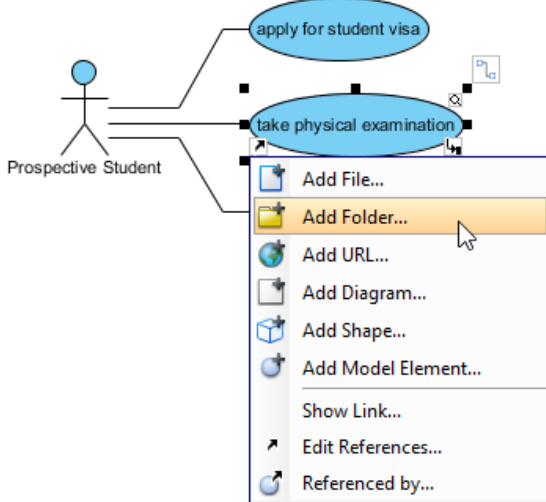 apply for student visa
take physical examination
Prospective Student
Add File...
Add Folder...
Add URL...
Add Diagram...
Add Shape...
Add Model Element...
Show Link...
Edit References...
Referenced by...